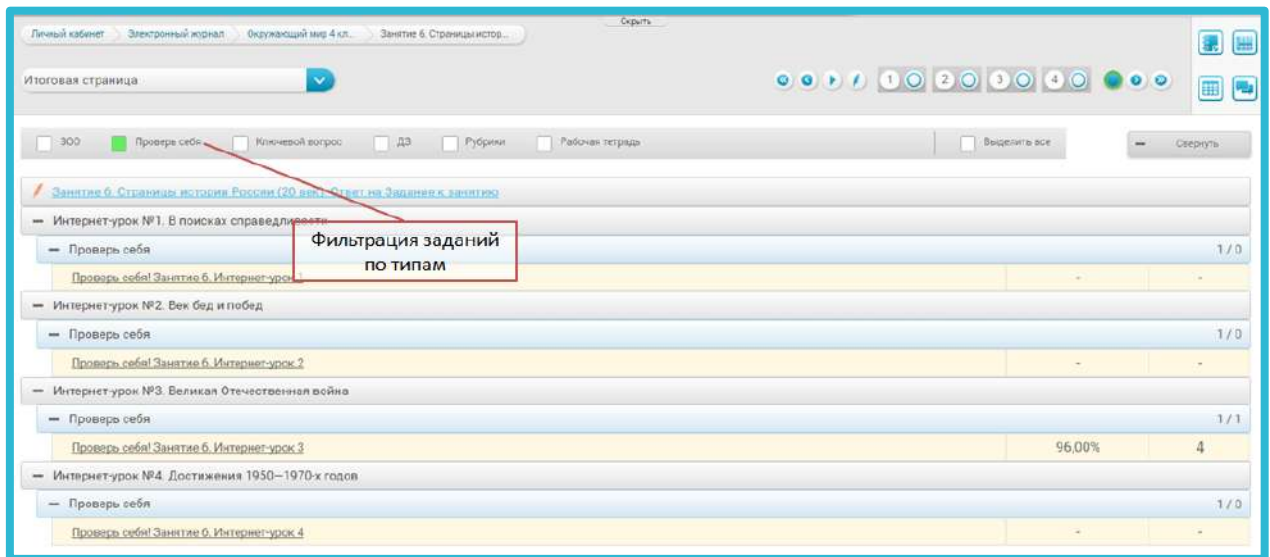 Скрыть
Личный кабинет Электронный журнал Окружающий мир 4 кл... Занятие 6. Страницы истор...
Итоговая страница
1 2 3 4
ЗОО Проверь себя Ключевой вопрос ДЗ Рубрики Рабочая тетрадь Выделить все Свернуть
Занятие 6. Страницы истории России (20 век). Ответ на Задание к занятию
Интернет-урок №1. В поисках справедливости
Фильтрация заданий
по типам
Проверь себя 1 / 0
Проверь себя! Занятие 6. Интернет-урок 1 - -
Интернет-урок №2. Век бед и побед
Проверь себя 1 / 0
Проверь себя! Занятие 6. Интернет-урок 2 - -
Интернет-урок №3. Великая Отечественная война
Проверь себя 1 / 1
Проверь себя! Занятие 6. Интернет-урок 3 96,00% 4
Интернет-урок №4. Достижения 1950–1970-х годов
Проверь себя 1 / 0
Проверь себя! Занятие 6. Интернет-урок 4 - -